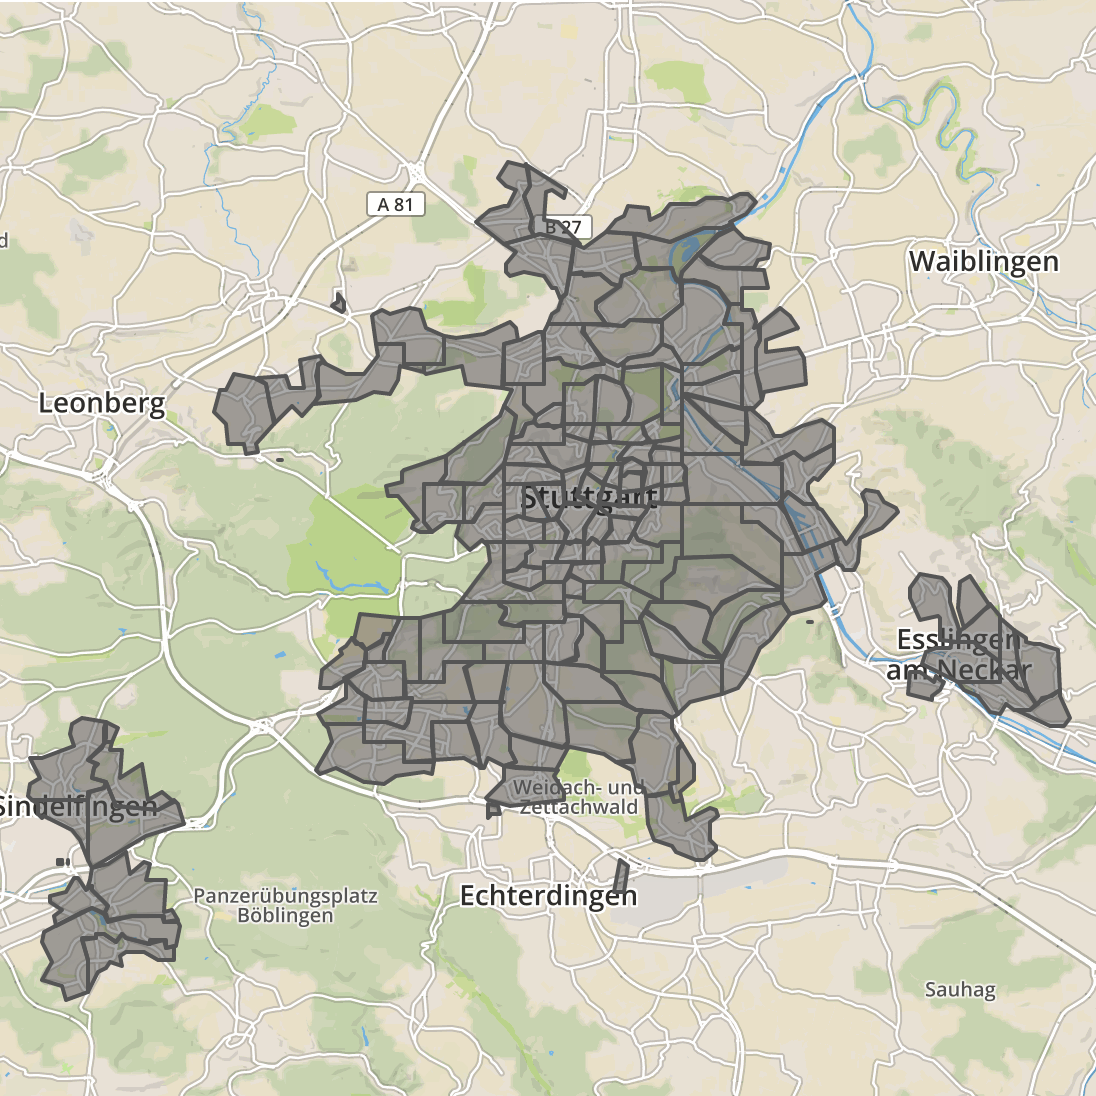 A 81
B 27
d
Waiblingen
Leonberg
Stuttgart
Esslingen
am Neckar
Weidach- und
Zettachwald
Sindelfingen
Panzerübungsplatz
Böblingen
Echterdingen
Sauhag